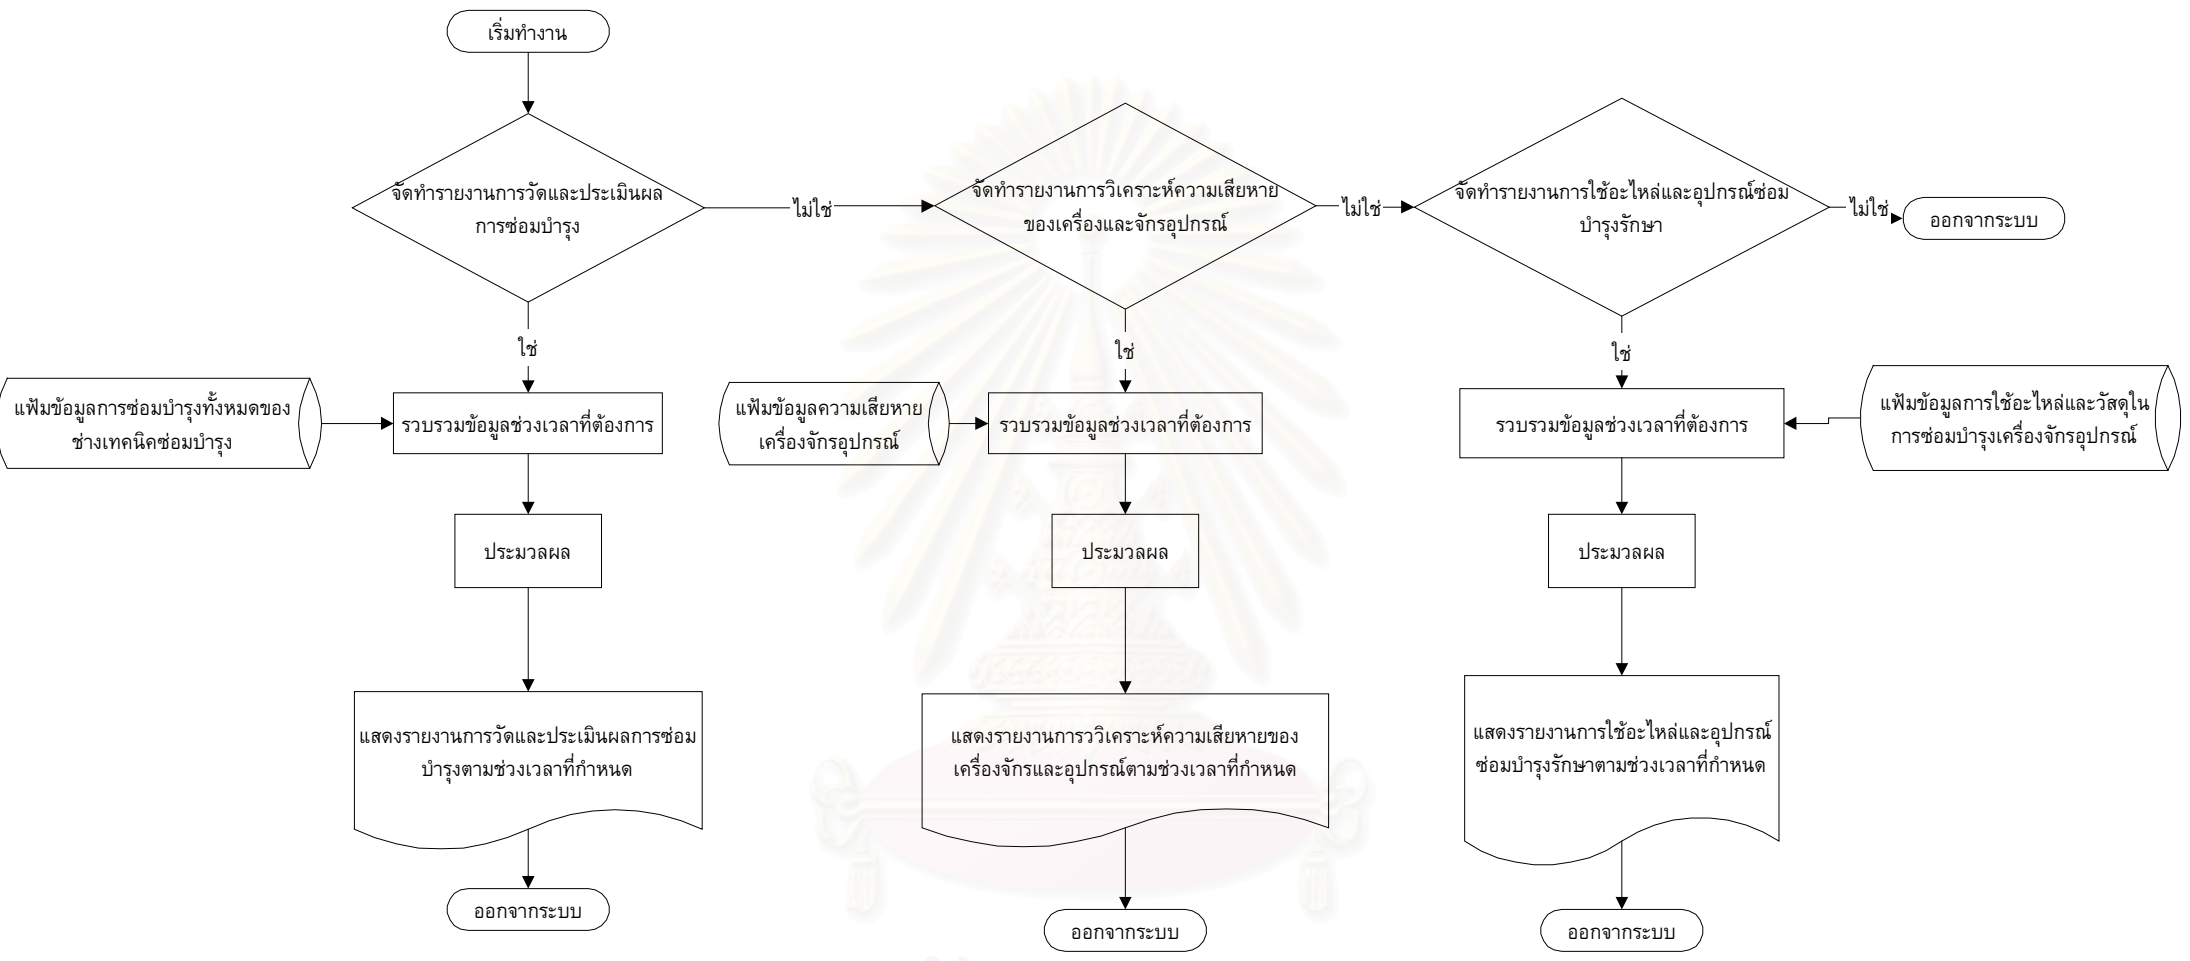 เริ่มทำงาน
จัดทำรายงานการวัดและประเมินผล
การซ่อมบำรุง
ไม่ใช่
จัดทำรายงานการวิเคราะห์ความเสียหาย
ของเครื่องและจักรอุปกรณ์
ไม่ใช่
จัดทำรายงานการใช้อะไหล่และอุปกรณ์ซ่อม
บำรุงรักษา
ไม่ใช่
ออกจากระบบ
ใช่
ใช่
ใช่
แฟ้มข้อมูลการซ่อมบำรุงทั้งหมดของ
ช่างเทคนิคซ่อมบำรุง
รวบรวมข้อมูลช่วงเวลาที่ต้องการ
แฟ้มข้อมูลความเสียหาย
เครื่องจักรอุปกรณ์
รวบรวมข้อมูลช่วงเวลาที่ต้องการ
รวบรวมข้อมูลช่วงเวลาที่ต้องการ
แฟ้มข้อมูลการใช้อะไหล่และวัสดุใน
การซ่อมบำรุงเครื่องจักรอุปกรณ์
ประมวลผล
ประมวลผล
ประมวลผล
แสดงรายงานการวัดและประเมินผลการซ่อม
บำรุงตามช่วงเวลาที่กำหนด
แสดงรายงานการววิเคราะห์ความเสียหายของ
เครื่องจักรและอุปกรณ์ตามช่วงเวลาที่กำหนด
แสดงรายงานการใช้อะไหล่และอุปกรณ์
ซ่อมบำรุงรักษาตามช่วงเวลาที่กำหนด
ออกจากระบบ
ออกจากระบบ
ออกจากระบบ